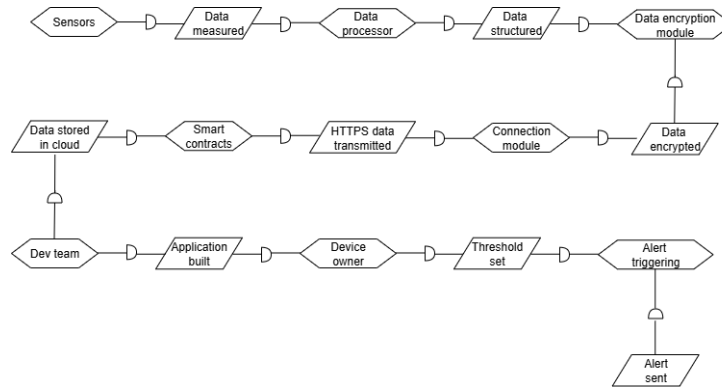 Sensors
Data
measured
Data
processor
Data
structured
Data encryption
module
Data stored
in cloud
Smart
contracts
HTTPS data
transmitted
Connection
module
Data
encrypted
Dev team
Application
built
Device
owner
Threshold
set
Alert
triggering
Alert
sent